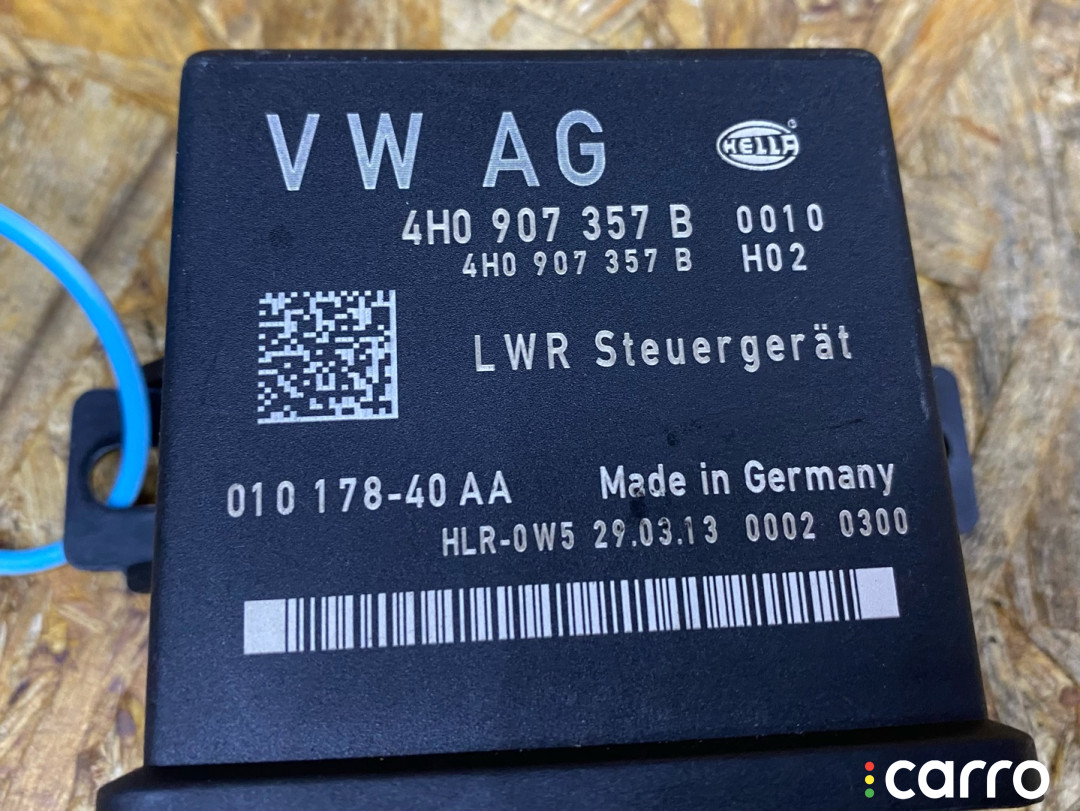 VW AG
HELLA®
4H0 907 357 B 0010
4H0 907 357 B H02
LWR Steuergerät
010 178-40 AA Made in Germany
HLR-0W5 29.03.13 0002 0300
carro